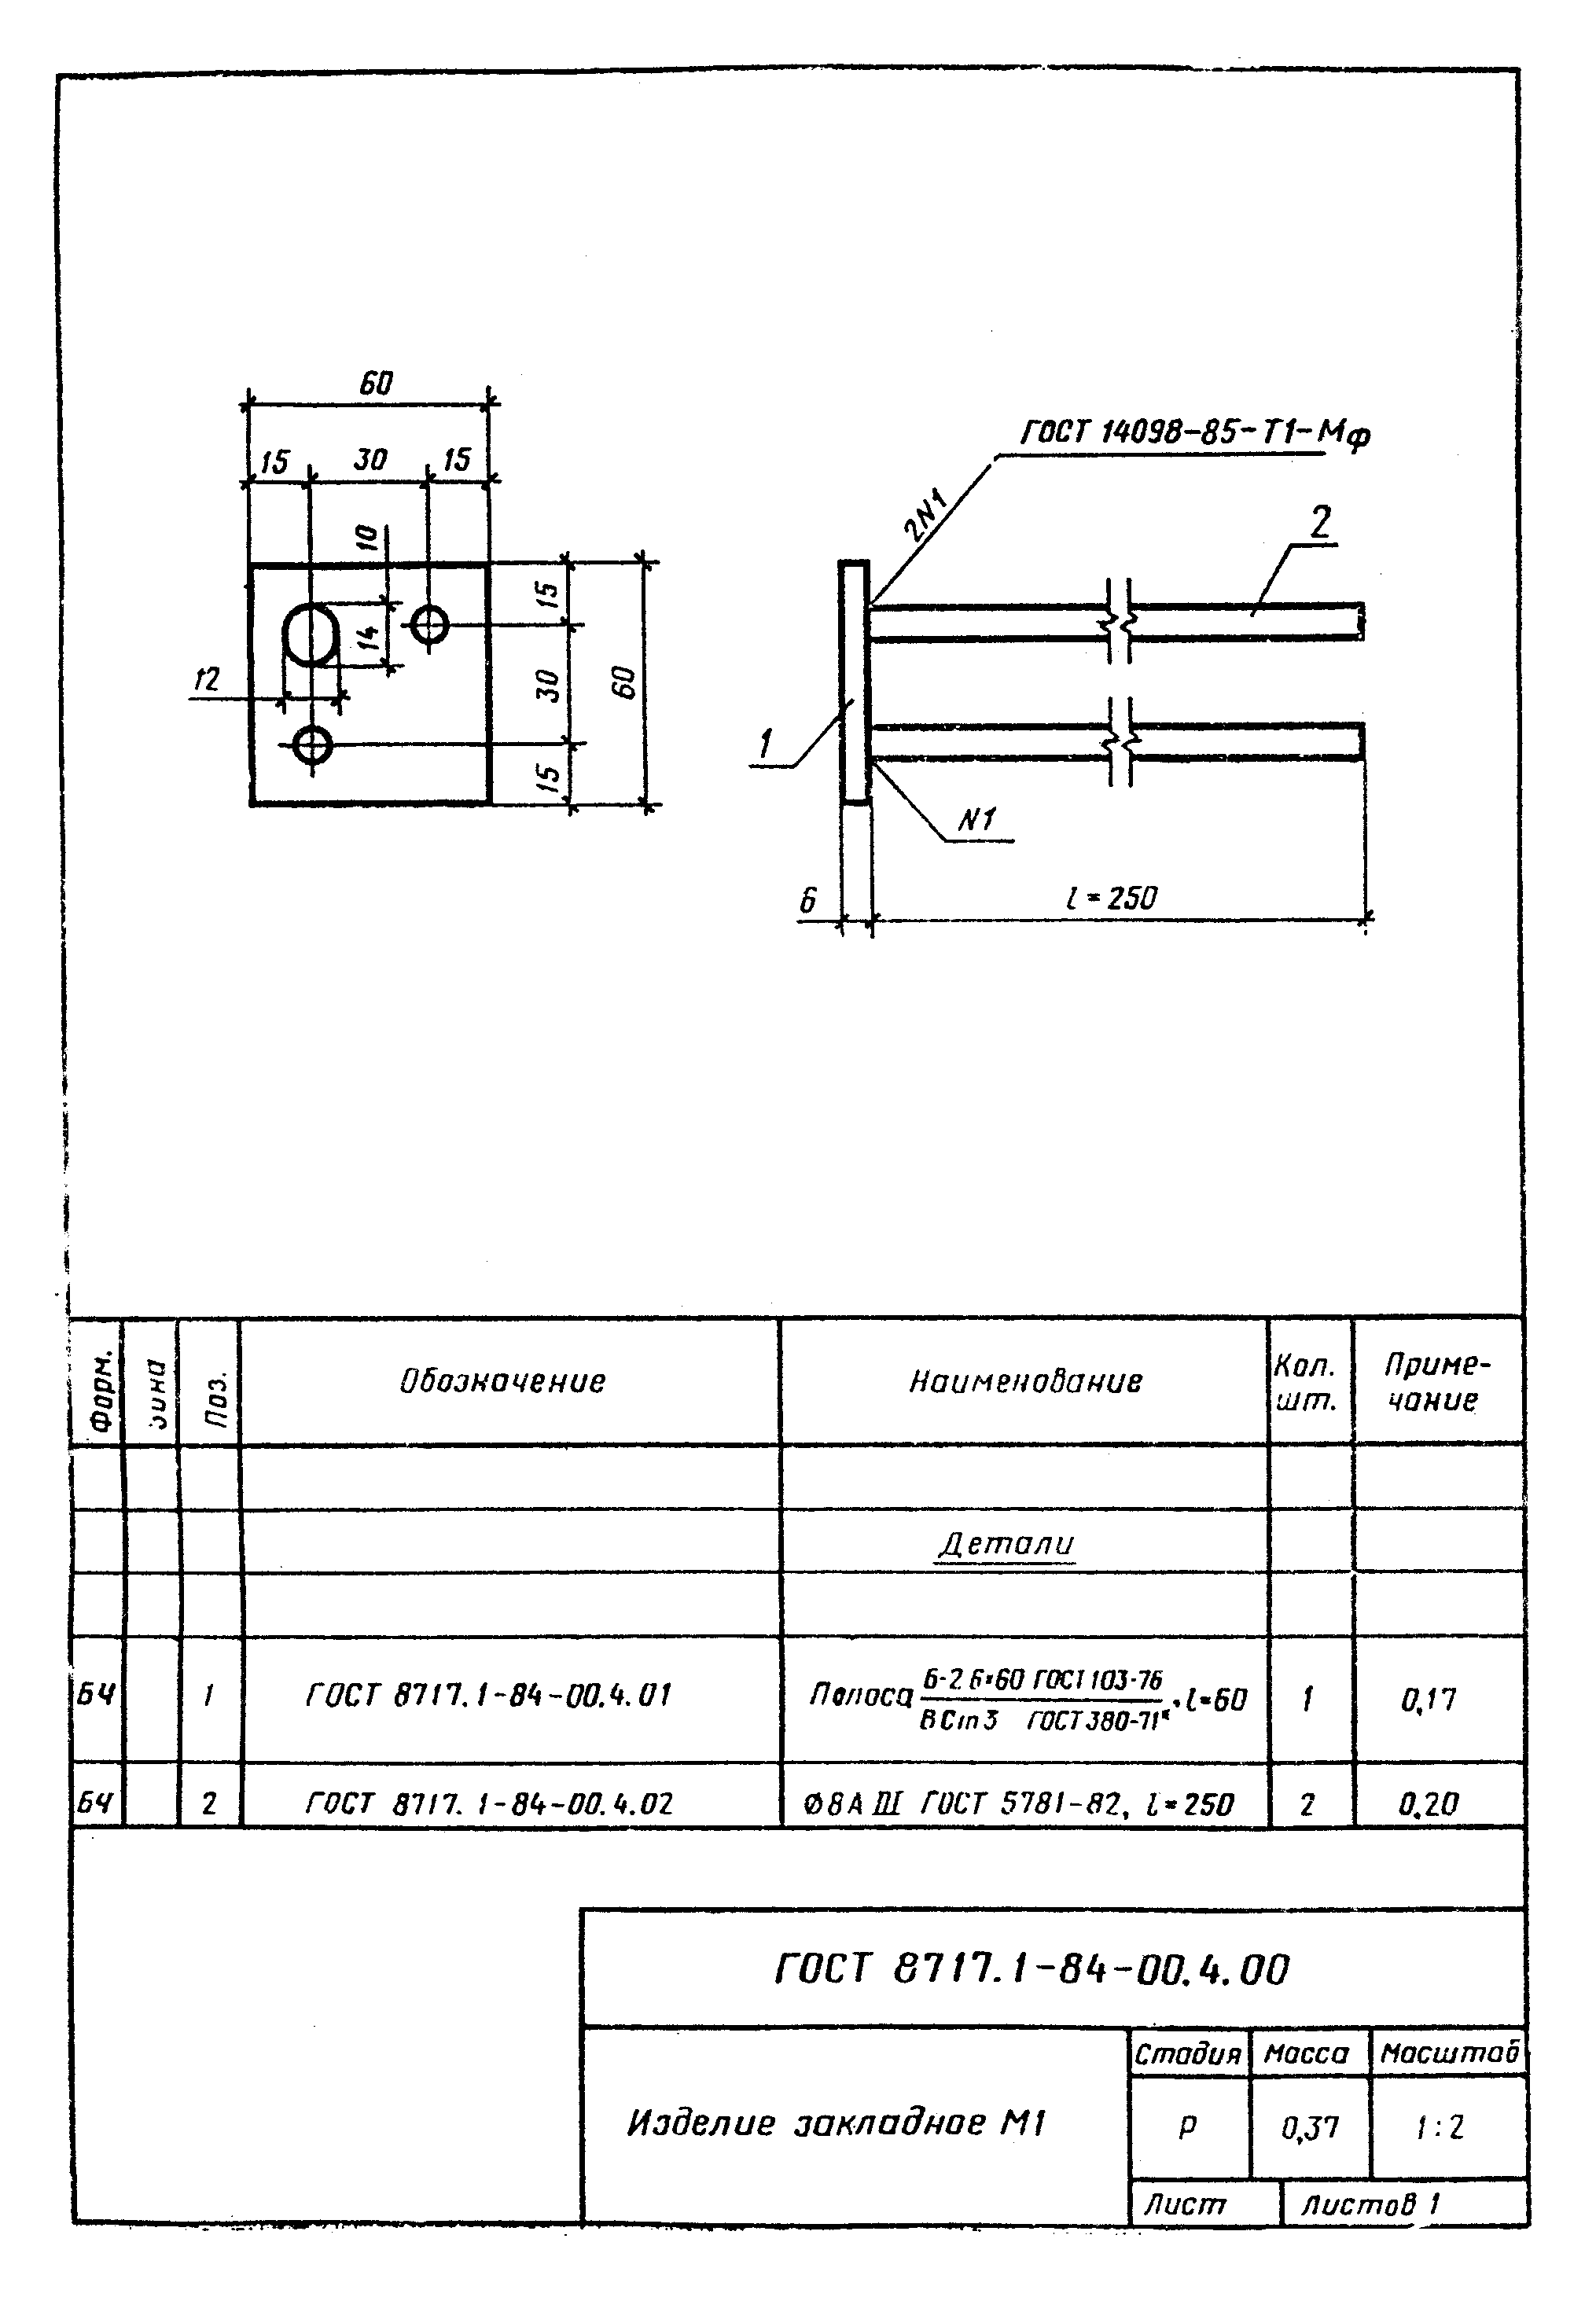 60
15 30 15
10
14
12
15
30
60
15
ГОСТ 14098-85-Т1-Мф
2N1
2
1
N1
6
l=250
Форм.
Поз.
Обозначение
Наименование
Кол.
шт.
Приме-
чание
Детали
БЧ 1 ГОСТ 8717.1-84-00.4.01 Полоса Б-2 6×60 ГОСТ 103-76 , l=60 1 0,17
ВСт3 ГОСТ 380-71*
БЧ 2 ГОСТ 8717.1-84-00.4.02 Ø8АIII ГОСТ 5781-82, l=250 2 0,20
ГОСТ 8717.1-84-00.4.00
Изделие закладное М1
Стадия Масса Масштаб
Р 0,37 1:2
Лист Листов 1